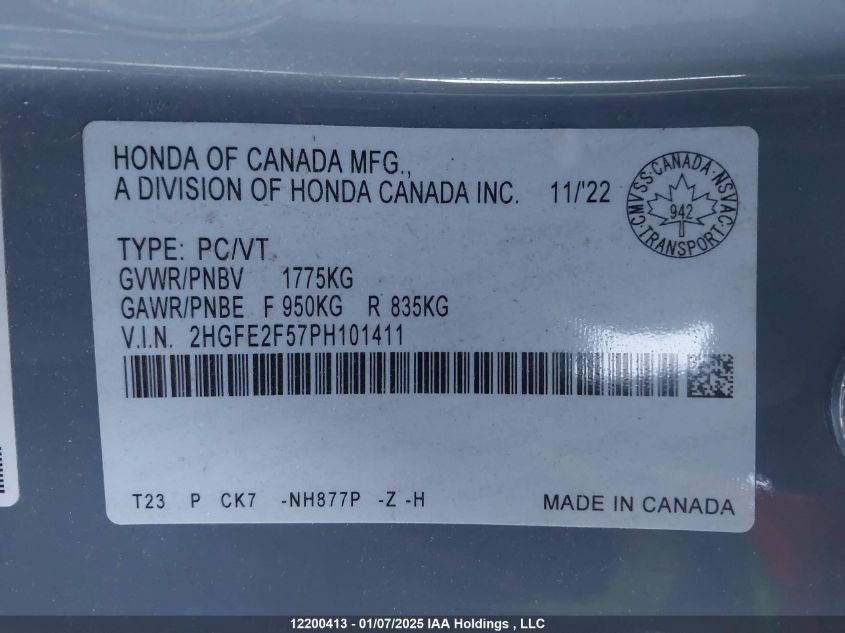 HONDA OF CANADA MFG.,
A DIVISION OF HONDA CANADA INC. 11/'22
CMVSS · CANADA · NSVAC · TRANSPORT ·
942
TYPE: PC/VT
GVWR/PNBV 1775KG
GAWR/PNBE F 950KG R 835KG
V.I.N. 2HGFE2F57PH101411
T23 P CK7 -NH877P -Z -H MADE IN CANADA
12200413 - 01/07/2025 IAA Holdings , LLC